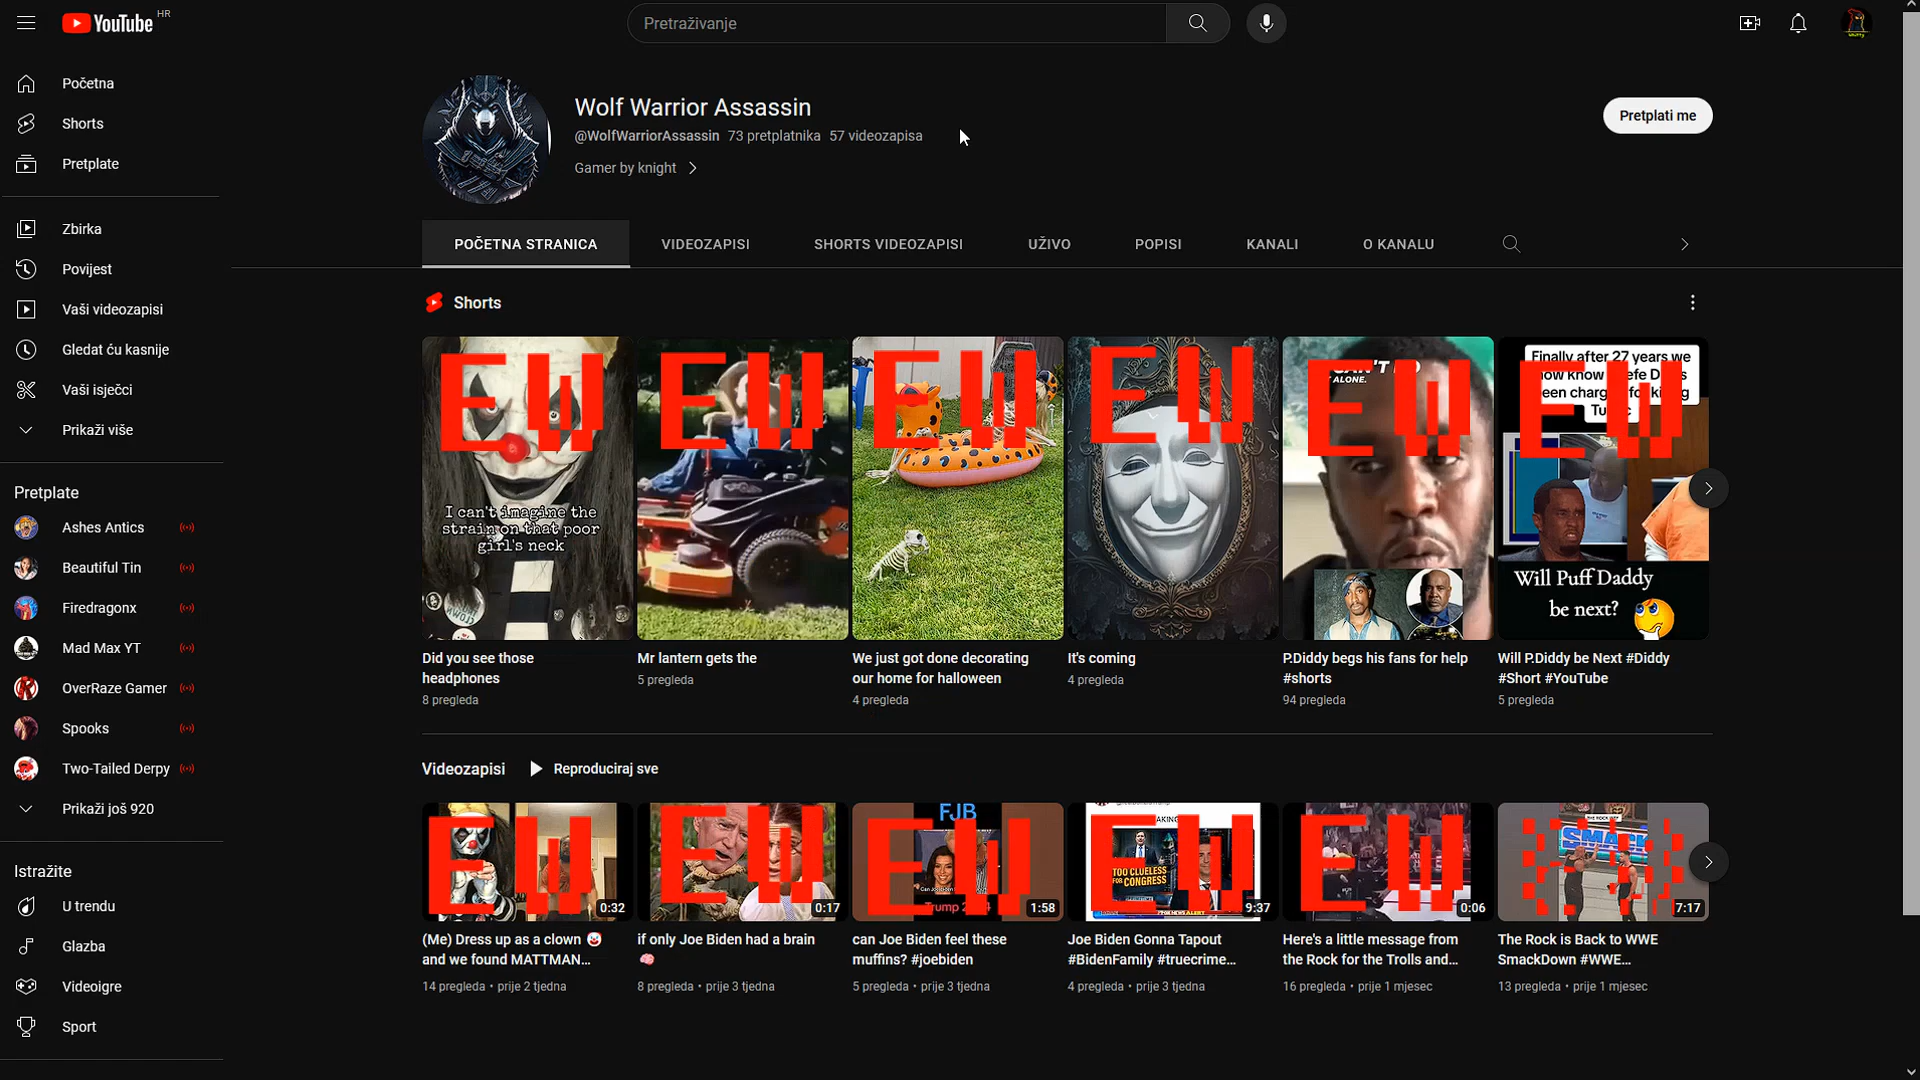 YouTube HR
Pretraživanje
Početna
Shorts
Pretplate
Zbirka
Povijest
Vaši videozapisi
Gledat ću kasnije
Vaši isječci
Prikaži više
Pretplate
Ashes Antics
Beautiful Tin
Firedragonx
Mad Max YT
OverRaze Gamer
Spooks
Two-Tailed Derpy
Prikaži još 920
Istražite
U trendu
Glazba
Videoigre
Sport
Wolf Warrior Assassin
@WolfWarriorAssassin 73 pretplatnika 57 videozapisa
Gamer by knight
Pretplati me
POČETNA STRANICA VIDEOZAPISI SHORTS VIDEOZAPISI UŽIVO POPISI KANALI O KANALU
Shorts
EW
I can't imagine the
strain on that poor
girl's neck
Did you see those
headphones
8 pregleda
EW
Mr lantern gets the
5 pregleda
EW
We just got done decorating
our home for halloween
4 pregleda
EW
It's coming
4 pregleda
ALONE.
EW
P.Diddy begs his fans for help
#shorts
94 pregleda
Finally after 27 years we
EW
Will Puff Daddy
be next?
Will P.Diddy be Next #Diddy
#Short #YouTube
5 pregleda
Videozapisi Reproduciraj sve
EW
0:32
(Me) Dress up as a clown 🤡
and we found MATTMAN...
14 pregleda • prije 2 tjedna
EW
0:17
if only Joe Biden had a brain
🧠
8 pregleda • prije 3 tjedna
FJB
EW
1:58
can Joe Biden feel these
muffins? #joebiden
5 pregleda • prije 3 tjedna
EW
TOO CLUELESS
FOR CONGRESS
9:37
Joe Biden Gonna Tapout
#BidenFamily #truecrime...
4 pregleda • prije 3 tjedna
EW
0:06
Here's a little message from
the Rock for the Trolls and...
16 pregleda • prije 1 mjesec
7:17
The Rock is Back to WWE
SmackDown #WWE...
13 pregleda • prije 1 mjesec